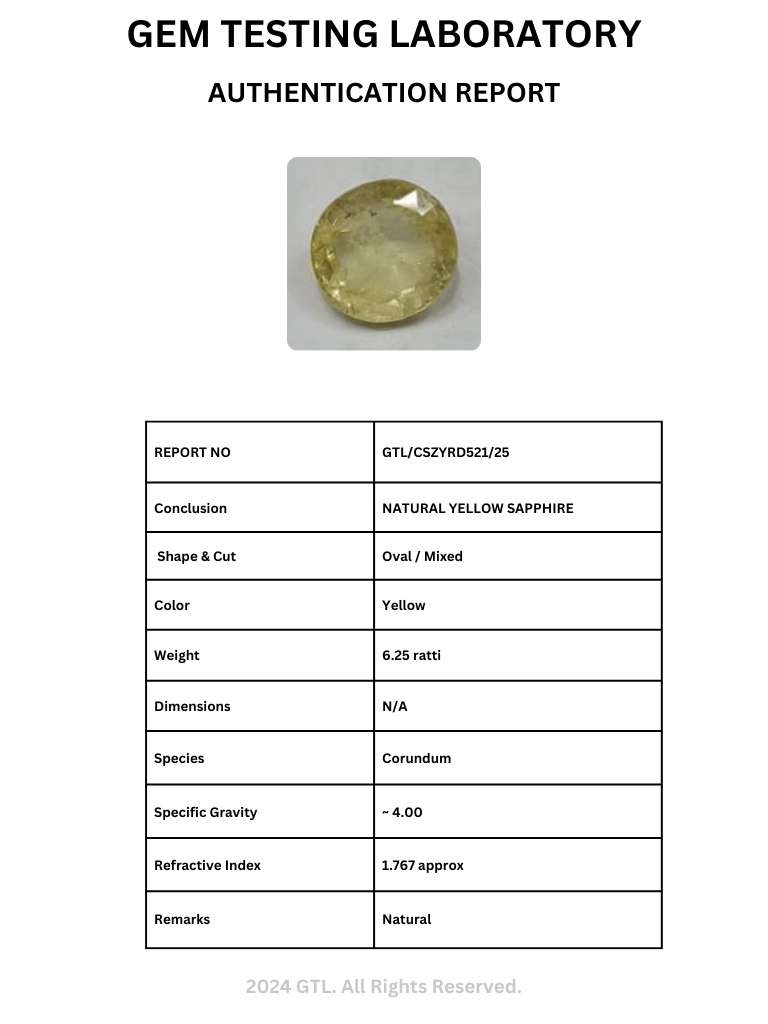 GEM TESTING LABORATORY
AUTHENTICATION REPORT
REPORT NO GTL/CSZYRD521/25
Conclusion NATURAL YELLOW SAPPHIRE
Shape & Cut Oval / Mixed
Color Yellow
Weight 6.25 ratti
Dimensions N/A
Species Corundum
Specific Gravity ~ 4.00
Refractive Index 1.767 approx
Remarks Natural
2024 GTL. All Rights Reserved.